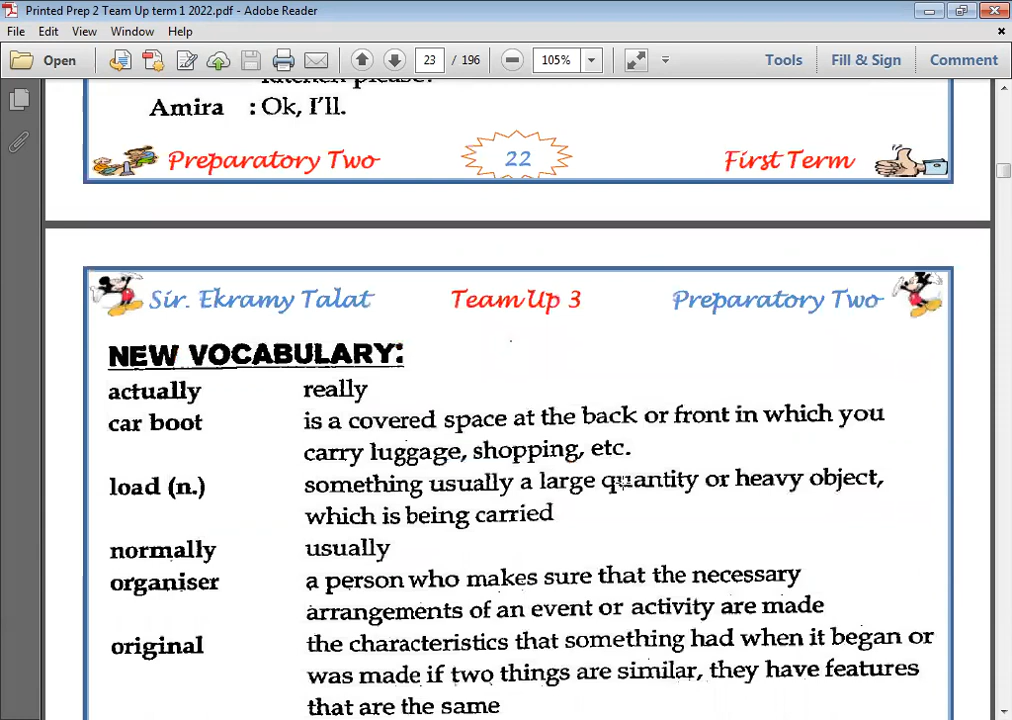 Printed Prep 2 Team Up term 1 2022.pdf - Adobe Reader
File Edit View Window Help
Open 23 / 196 105% Tools Fill & Sign Comment
kitchen please?
Amira : Ok, I'll.
Preparatory Two 22 First Term
Sir. Ekramy Talat Team Up 3 Preparatory Two
NEW VOCABULARY:
actually really
car boot is a covered space at the back or front in which you
carry luggage, shopping, etc.
load (n.) something usually a large quantity or heavy object,
which is being carried
normally usually
organiser a person who makes sure that the necessary
arrangements of an event or activity are made
original the characteristics that something had when it began or
was made if two things are similar, they have features
that are the same